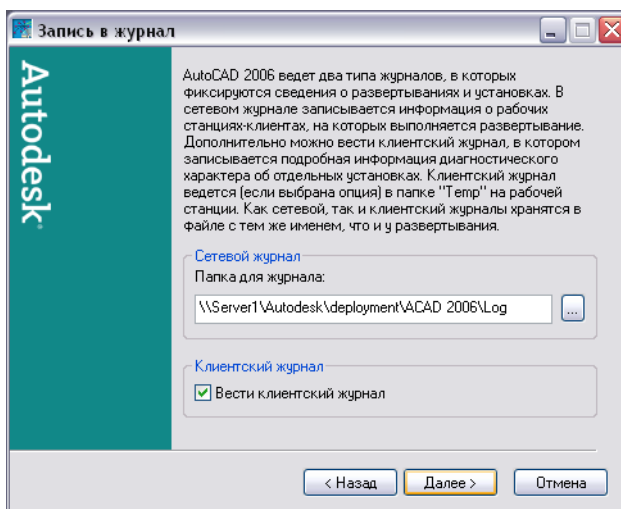 Запись в журнал
Autodesk
AutoCAD 2006 ведет два типа журналов, в которых
фиксируются сведения о развертываниях и установках. В
сетевом журнале записывается информация о рабочих
станциях-клиентах, на которых выполняется развертывание.
Дополнительно можно вести клиентский журнал, в котором
записывается подробная информация диагностического
характера об отдельных установках. Клиентский журнал
ведется (если выбрана опция) в папке "Temp" на рабочей
станции. Как сетевой, так и клиентский журналы хранятся в
файле с тем же именем, что и у развертывания.
Сетевой журнал
Папка для журнала:
\\Server1\Autodesk\deployment\ACAD 2006\Log
...
Клиентский журнал
Вести клиентский журнал
< Назад Далее > Отмена